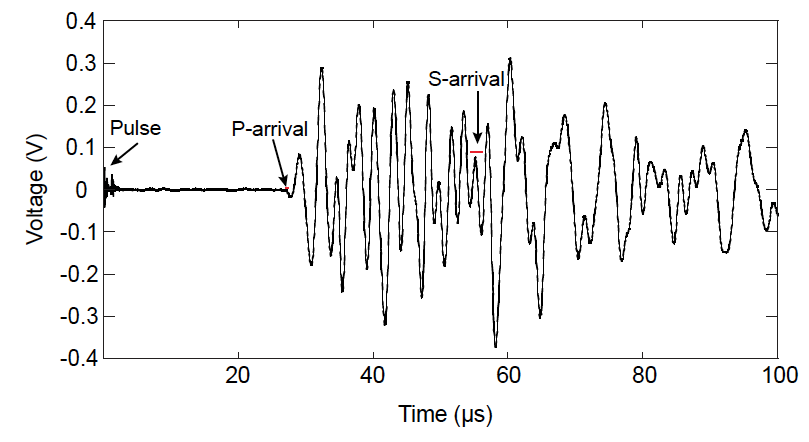 0.4
0.3
0.2
0.1
0
-0.1
-0.2
-0.3
-0.4
Voltage (V)
Pulse
P-arrival
S-arrival
20
40
60
80
100
Time (μs)